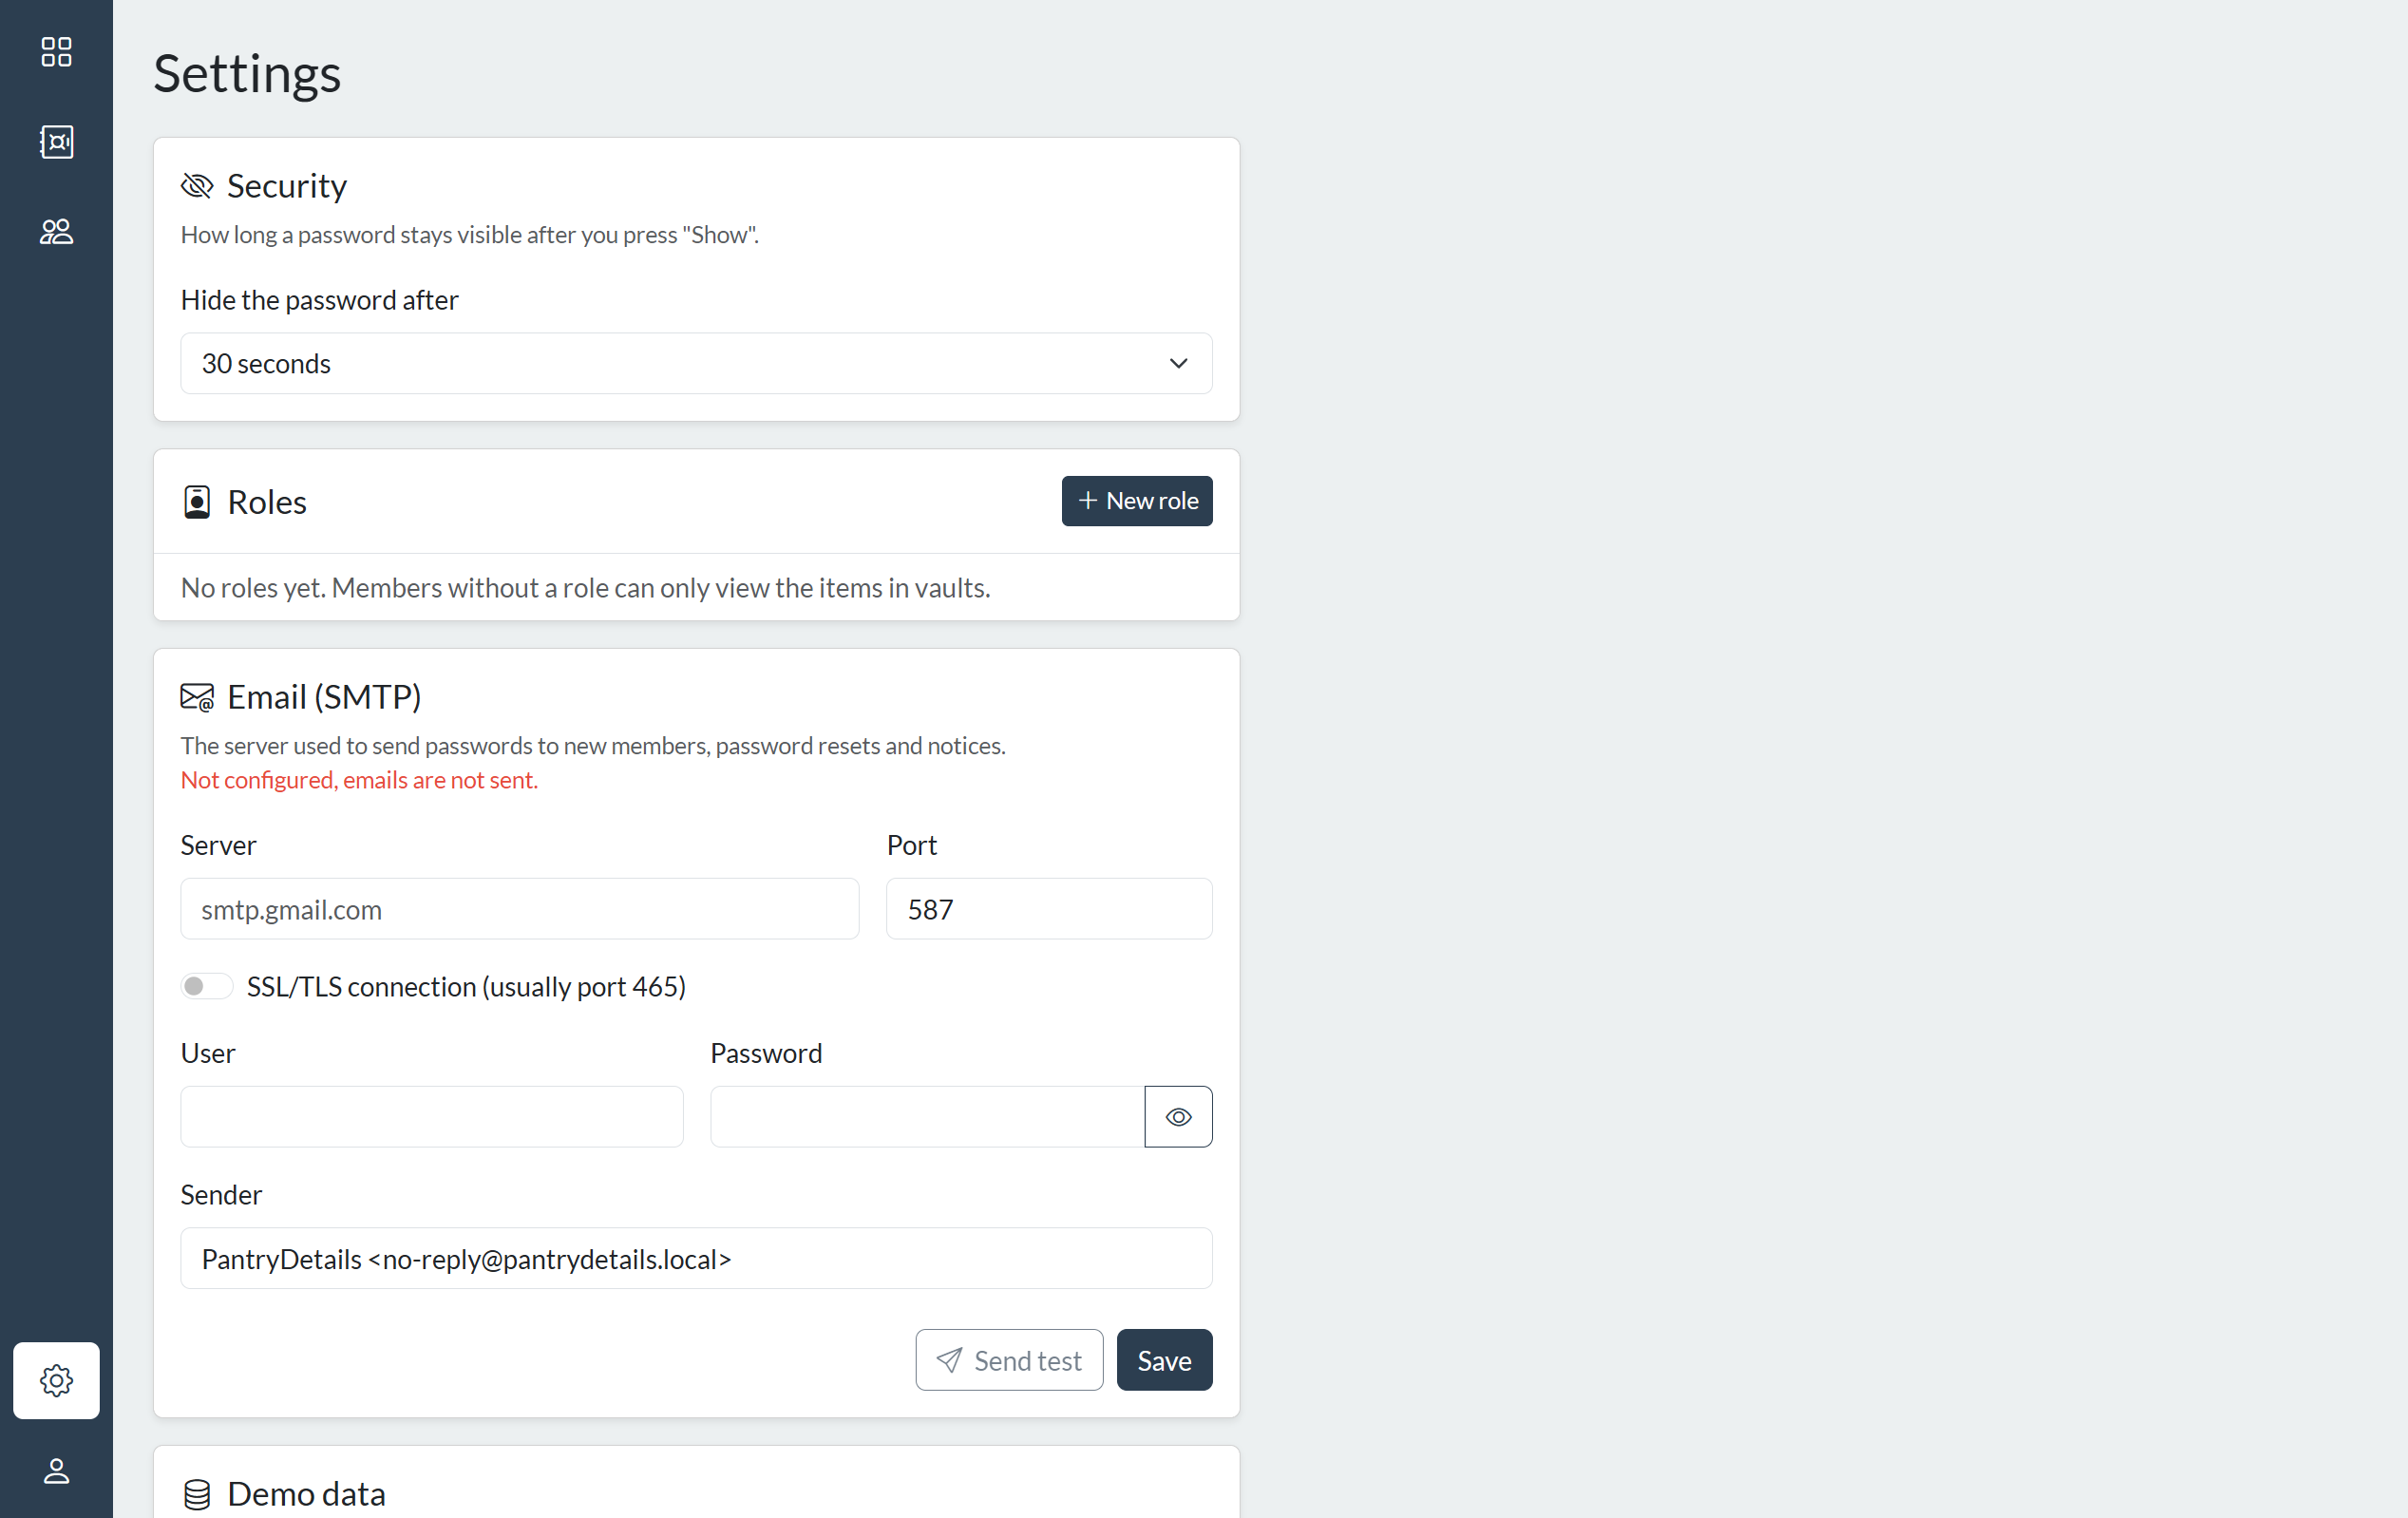 Settings
Security
How long a password stays visible after you press "Show".
Hide the password after
30 seconds
Roles
New role
No roles yet. Members without a role can only view the items in vaults.
Email (SMTP)
The server used to send passwords to new members, password resets and notices.
Not configured, emails are not sent.
Server
Port
smtp.gmail.com
587
SSL/TLS connection (usually port 465)
User
Password
Sender
PantryDetails <no-reply@pantrydetails.local>
Send test
Save
Demo data